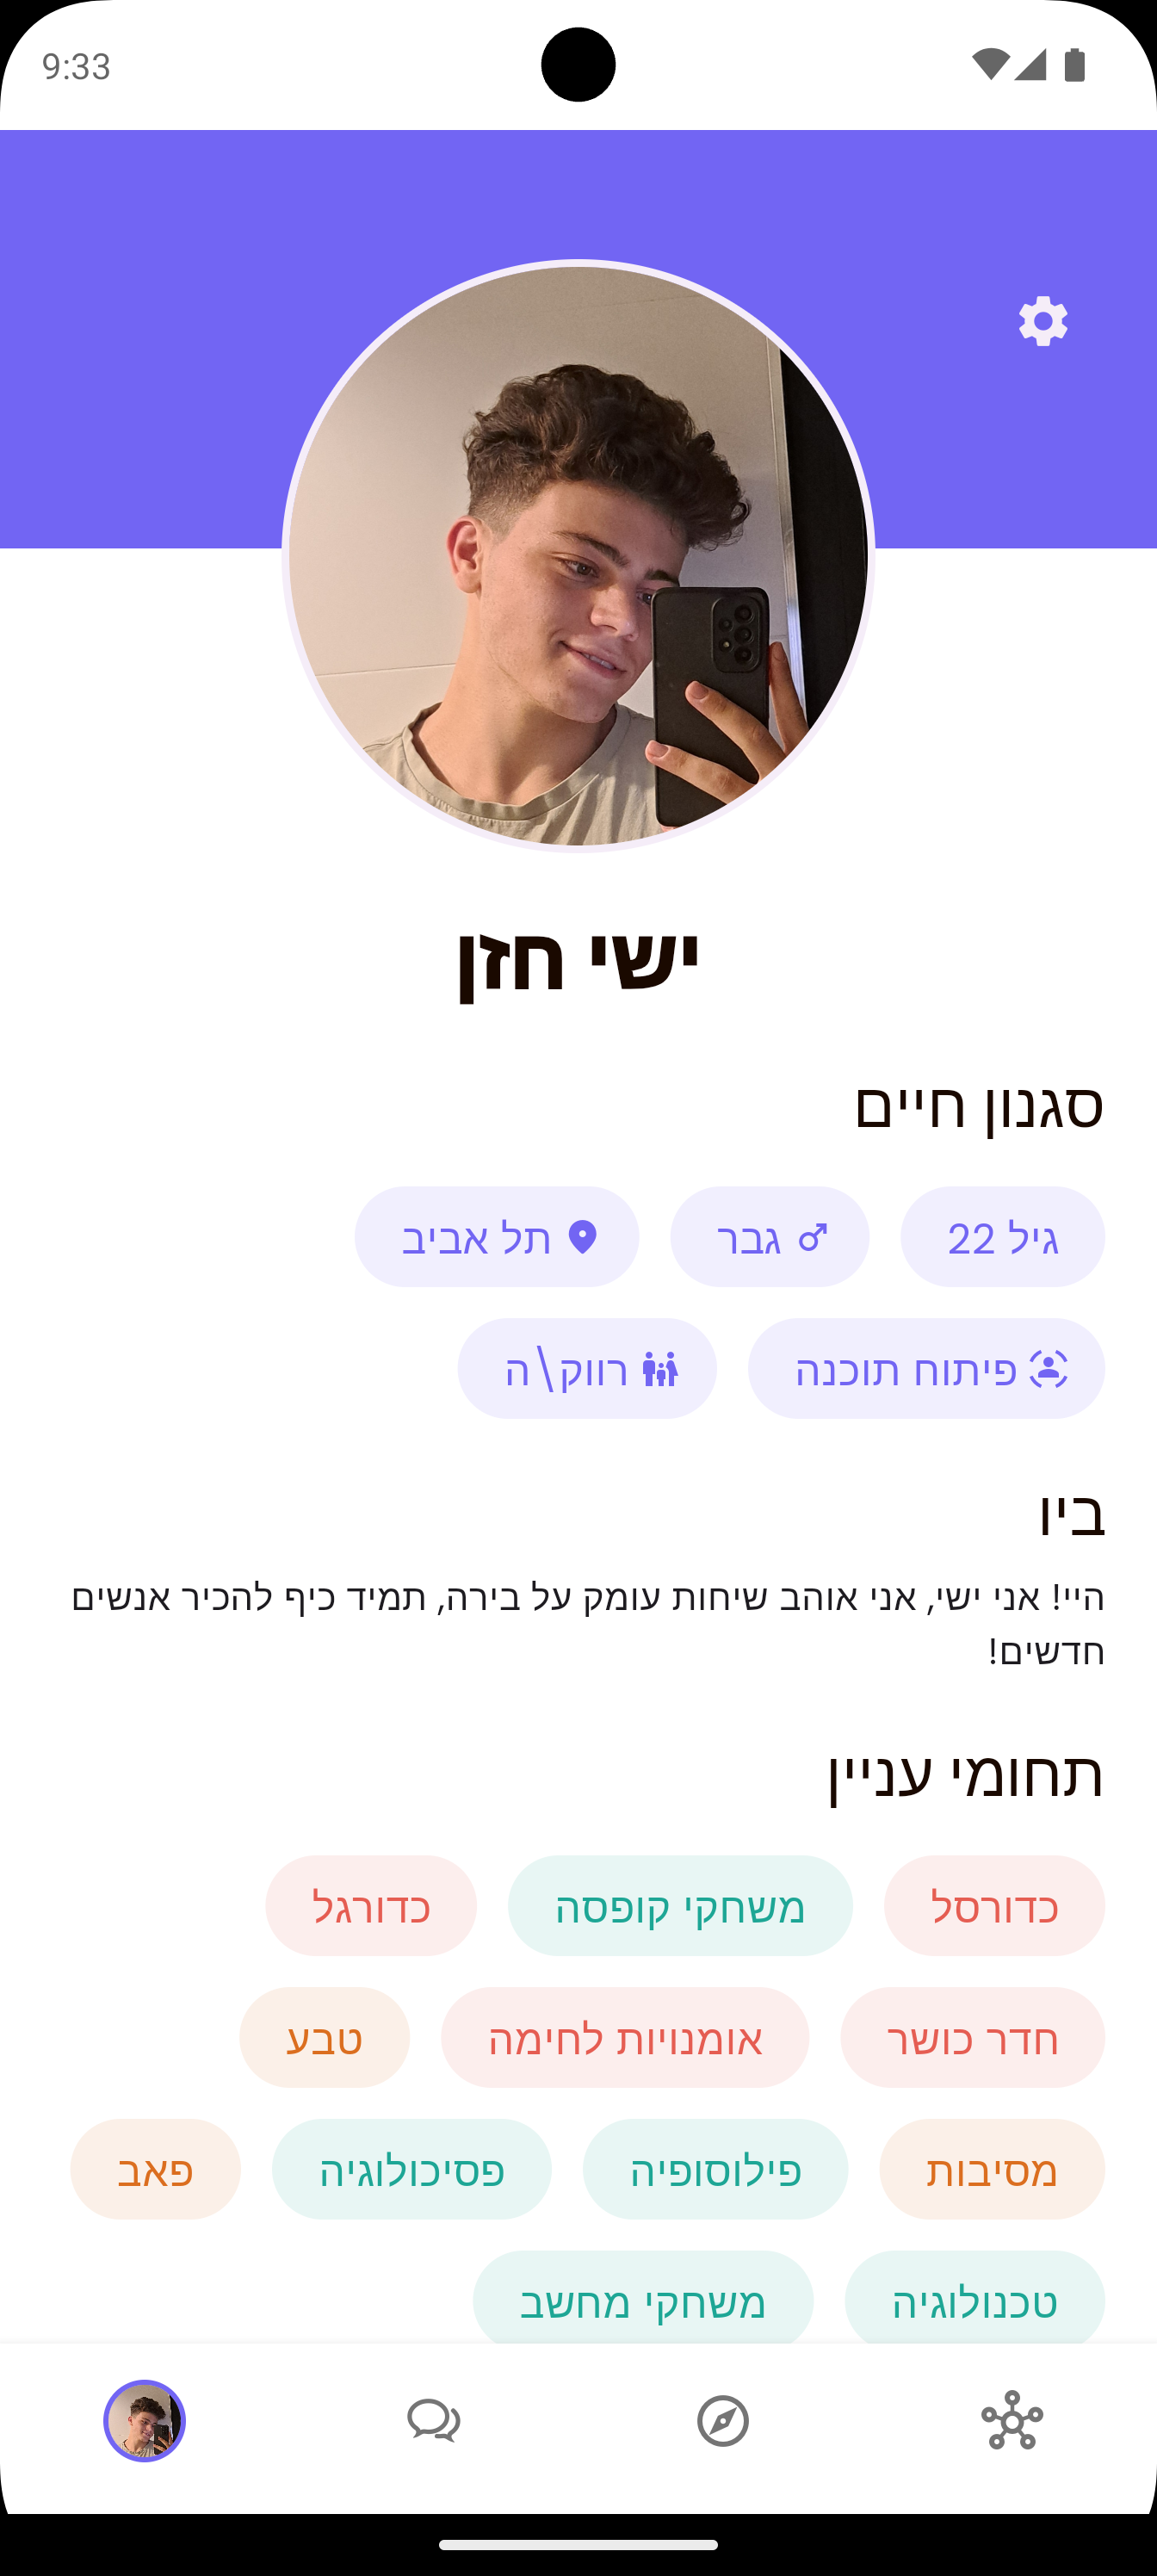 9:33
ישי חזן
סגנון חיים
גיל 22 גבר תל אביב
פיתוח תוכנה רווק\ה
ביו
היי! אני ישי, אני אוהב שיחות עומק על בירה, תמיד כיף להכיר אנשים
חדשים!
תחומי עניין
כדורסל משחקי קופסה כדורגל
חדר כושר אומנויות לחימה טבע
מסיבות פילוסופיה פסיכולוגיה פאב
טכנולוגיה משחקי מחשב